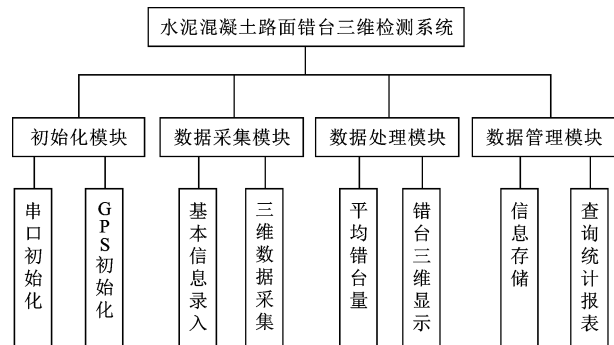 水泥混凝土路面错台三维检测系统
初始化模块
数据采集模块
数据处理模块
数据管理模块
串口初始化
GPS初始化
基本信息录入
三维数据采集
平均错台量
错台三维显示
信息存储
查询统计报表